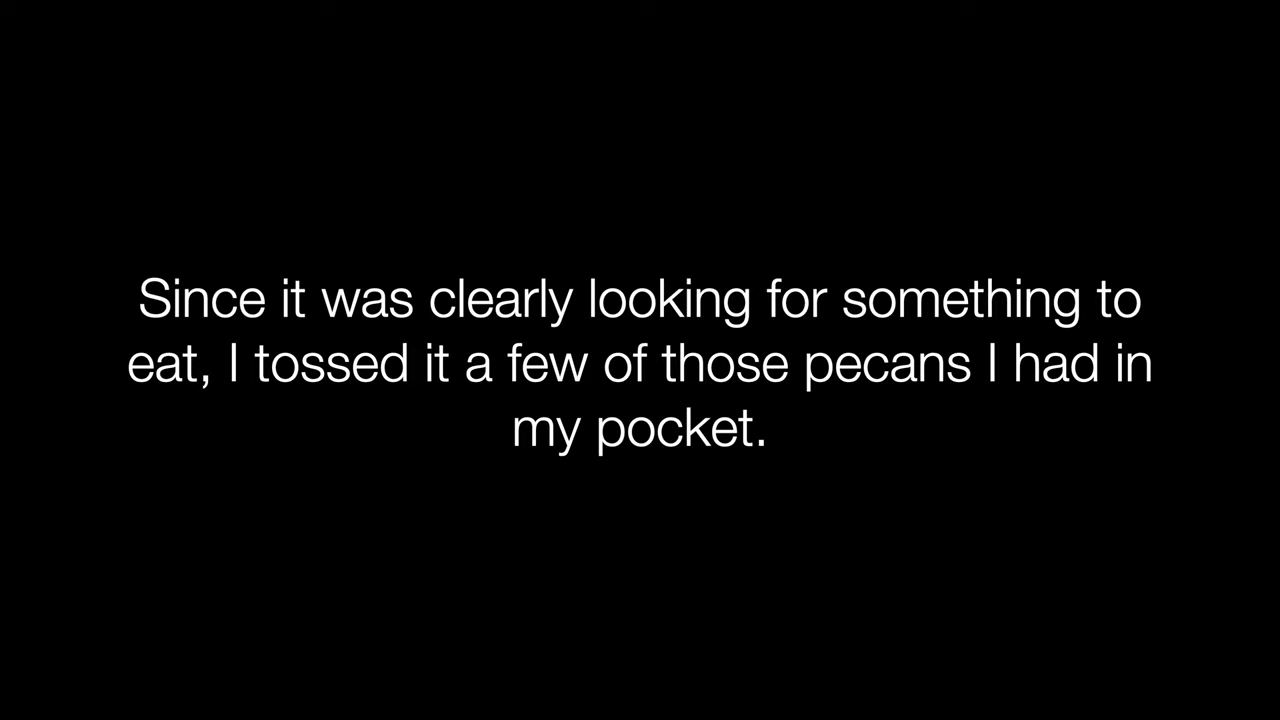 Since it was clearly looking for something to
eat, I tossed it a few of those pecans I had in
my pocket.